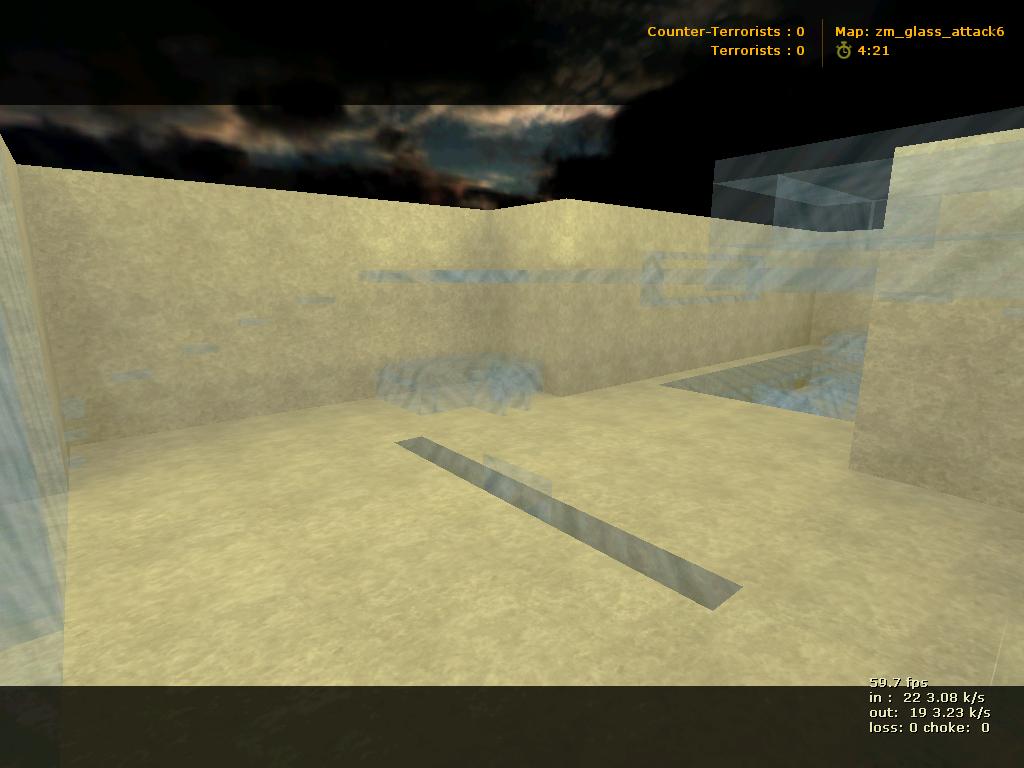 Counter-Terrorists : 0
Terrorists : 0
Map: zm_glass_attack6
4:21
59.7 fps
in : 22 3.08 k/s
out: 19 3.23 k/s
loss: 0 choke: 0